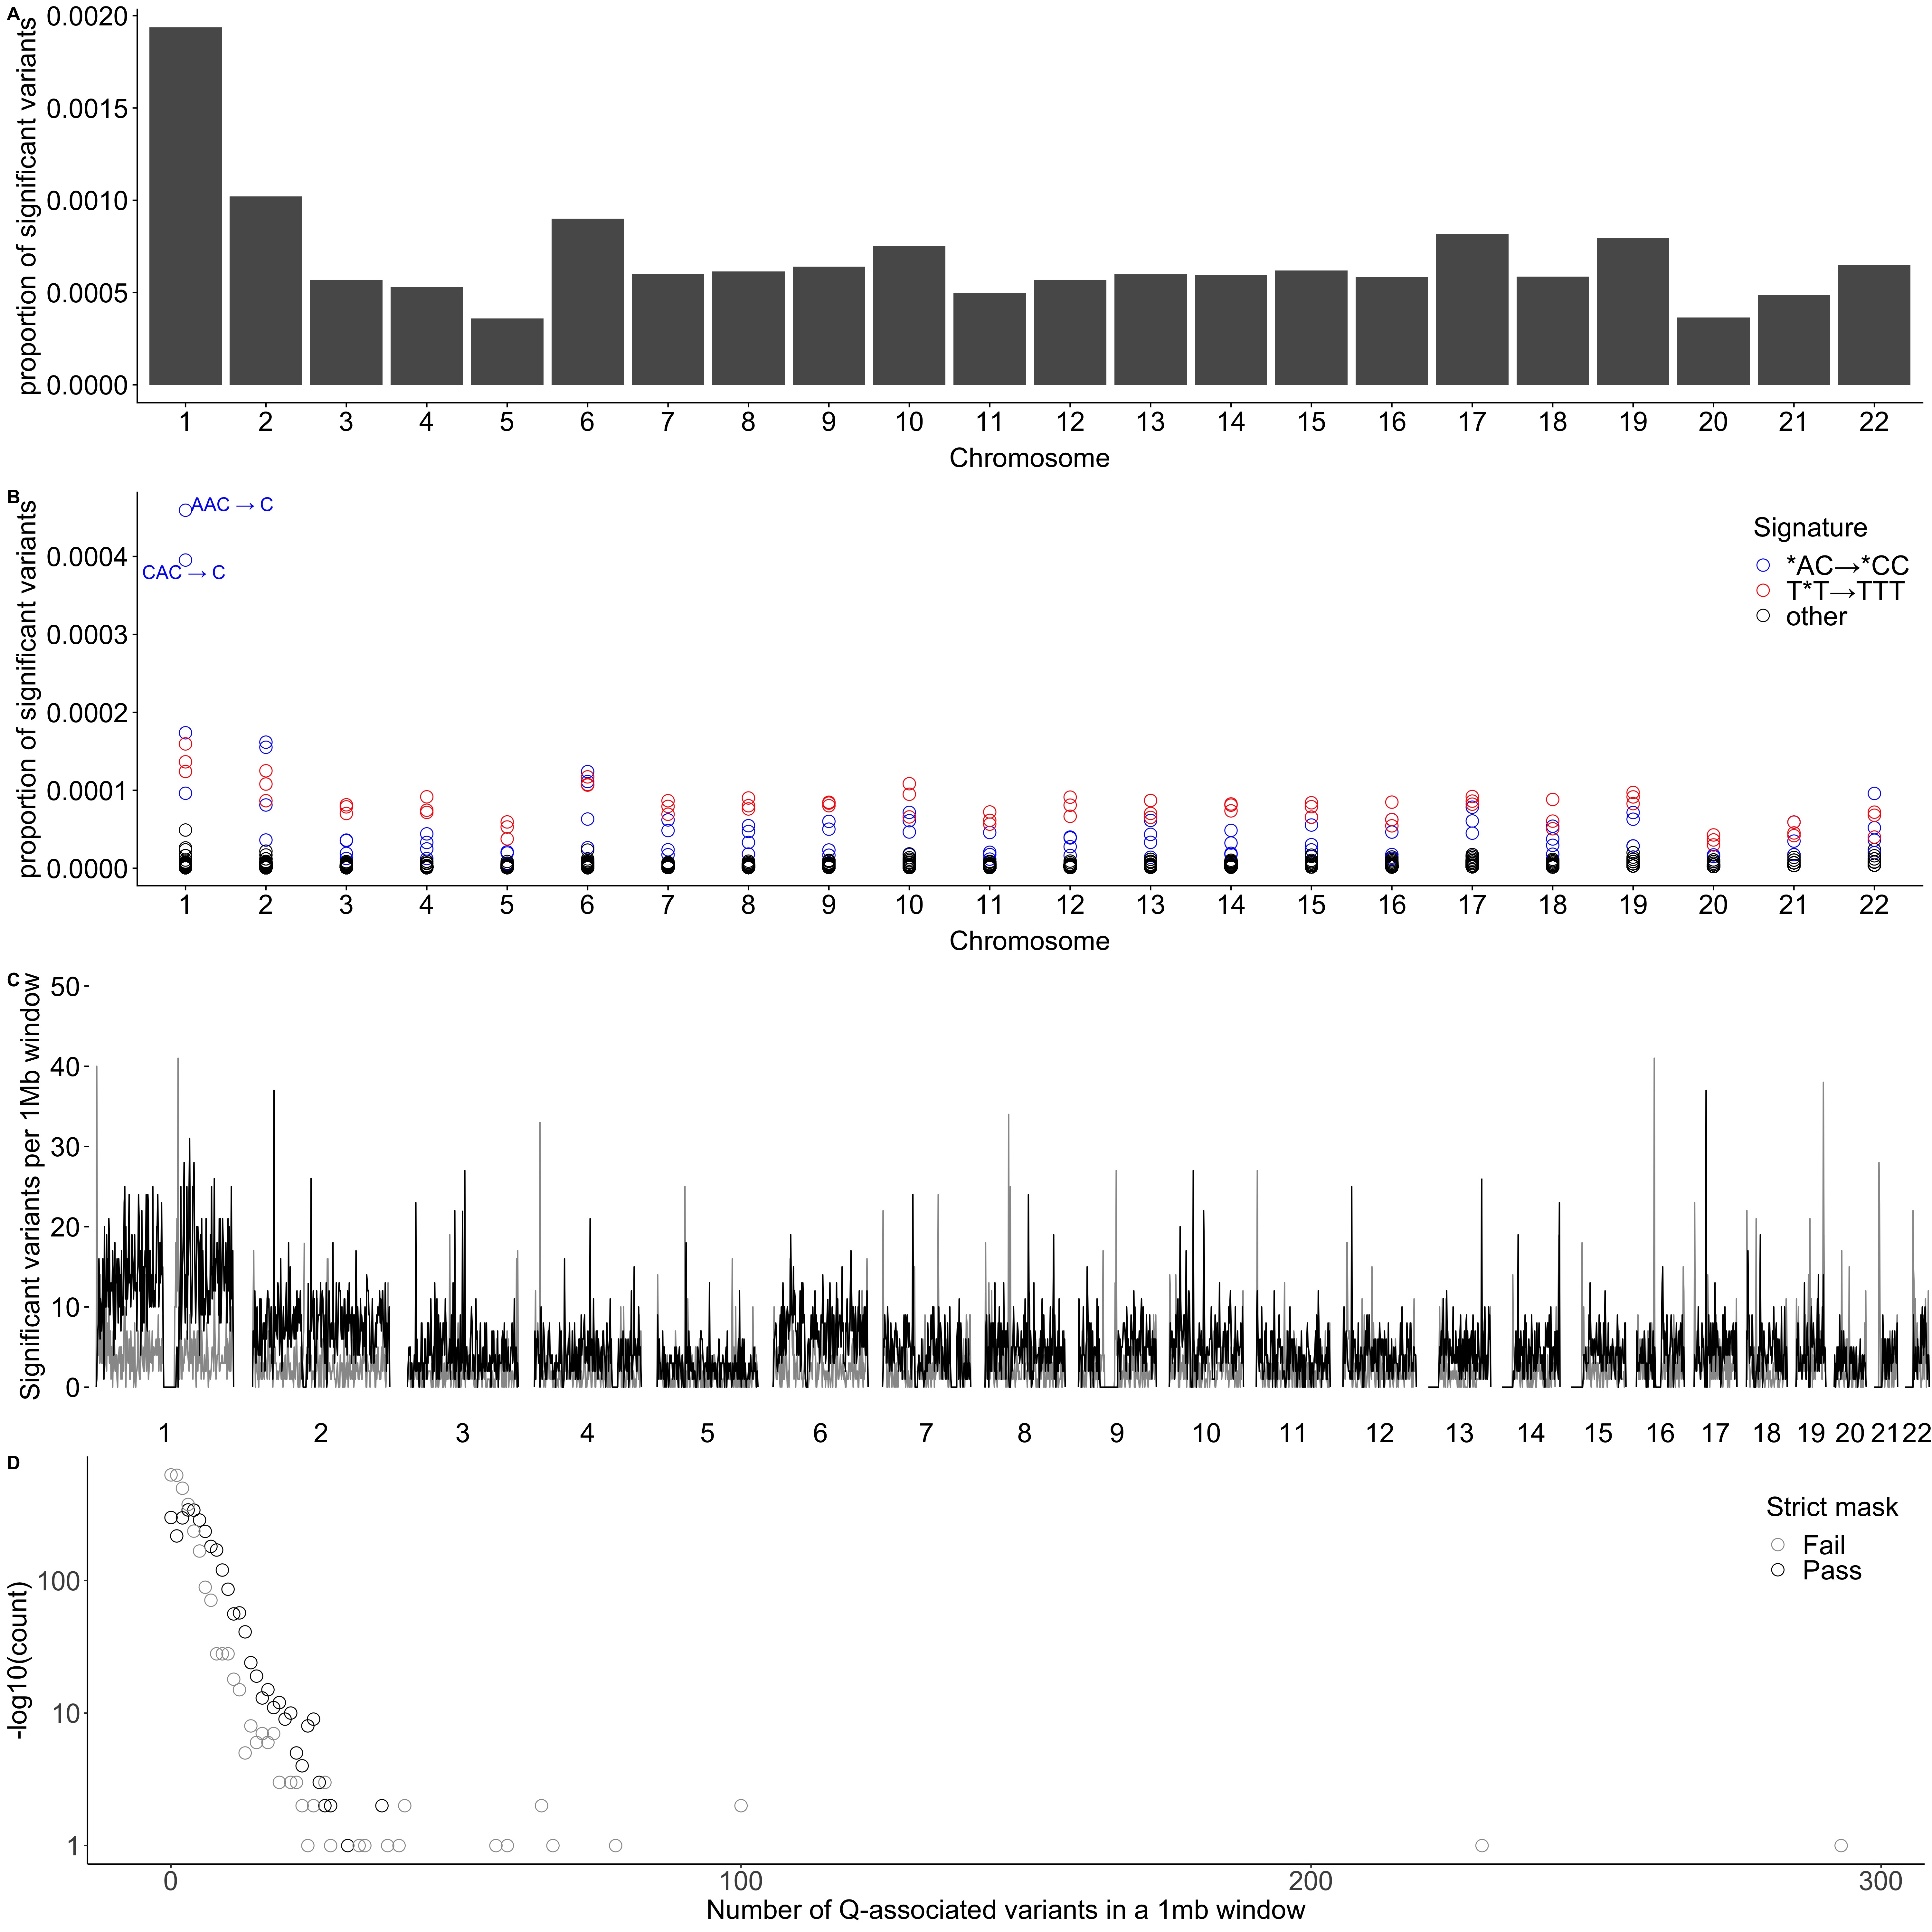 A
proportion of significant variants
0.0020
0.0015
0.0010
0.0005
0.0000
1 2 3 4 5 6 7 8 9 10 11 12 13 14 15 16 17 18 19 20 21 22
Chromosome
B
proportion of significant variants
0.0004
0.0003
0.0002
0.0001
0.0000
AAC → C
CAC → C
Signature
*AC→*CC
T*T→TTT
other
1 2 3 4 5 6 7 8 9 10 11 12 13 14 15 16 17 18 19 20 21 22
Chromosome
C
Significant variants per 1Mb window
50
40
30
20
10
0
1 2 3 4 5 6 7 8 9 10 11 12 13 14 15 16 17 18 19 20 21 22
D
-log10(count)
100
10
1
Strict mask
Fail
Pass
0 100 200 300
Number of Q-associated variants in a 1mb window